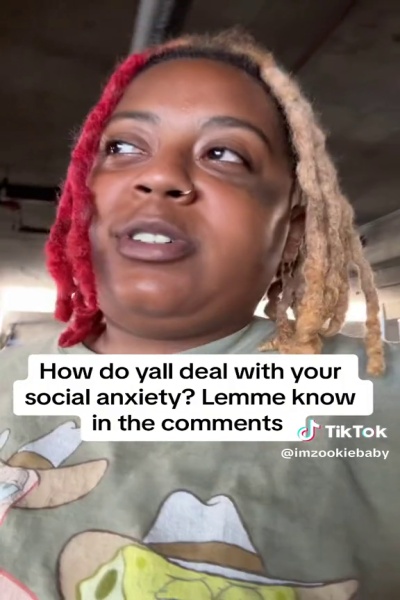 How do yall deal with your
social anxiety? Lemme know
in the comments
TikTok
@imzookiebaby